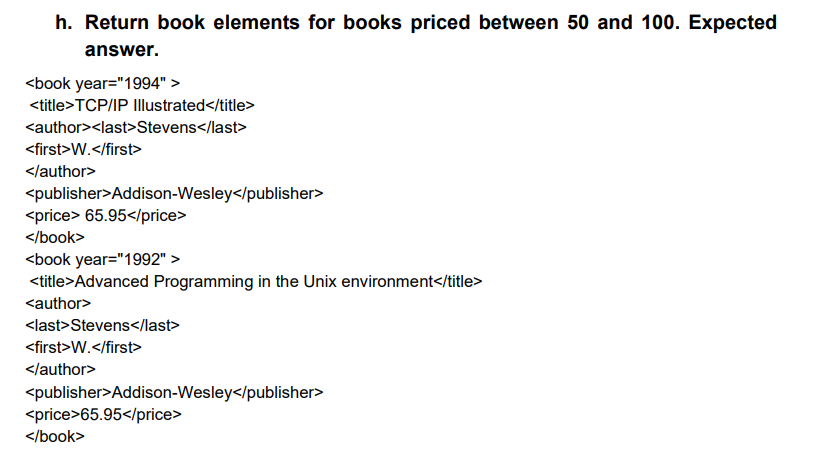 h. Return book elements for books priced between 50 and 100. Expected
answer.
<book year="1994" >
<title>TCP/IP Illustrated</title>
<author><last>Stevens</last>
<first>W.</first>
</author>
<publisher>Addison-Wesley</publisher>
<price> 65.95</price>
</book>
<book year="1992" >
<title>Advanced Programming in the Unix environment</title>
<author>
<last>Stevens</last>
<first>W.</first>
</author>
<publisher>Addison-Wesley</publisher>
<price>65.95</price>
</book>